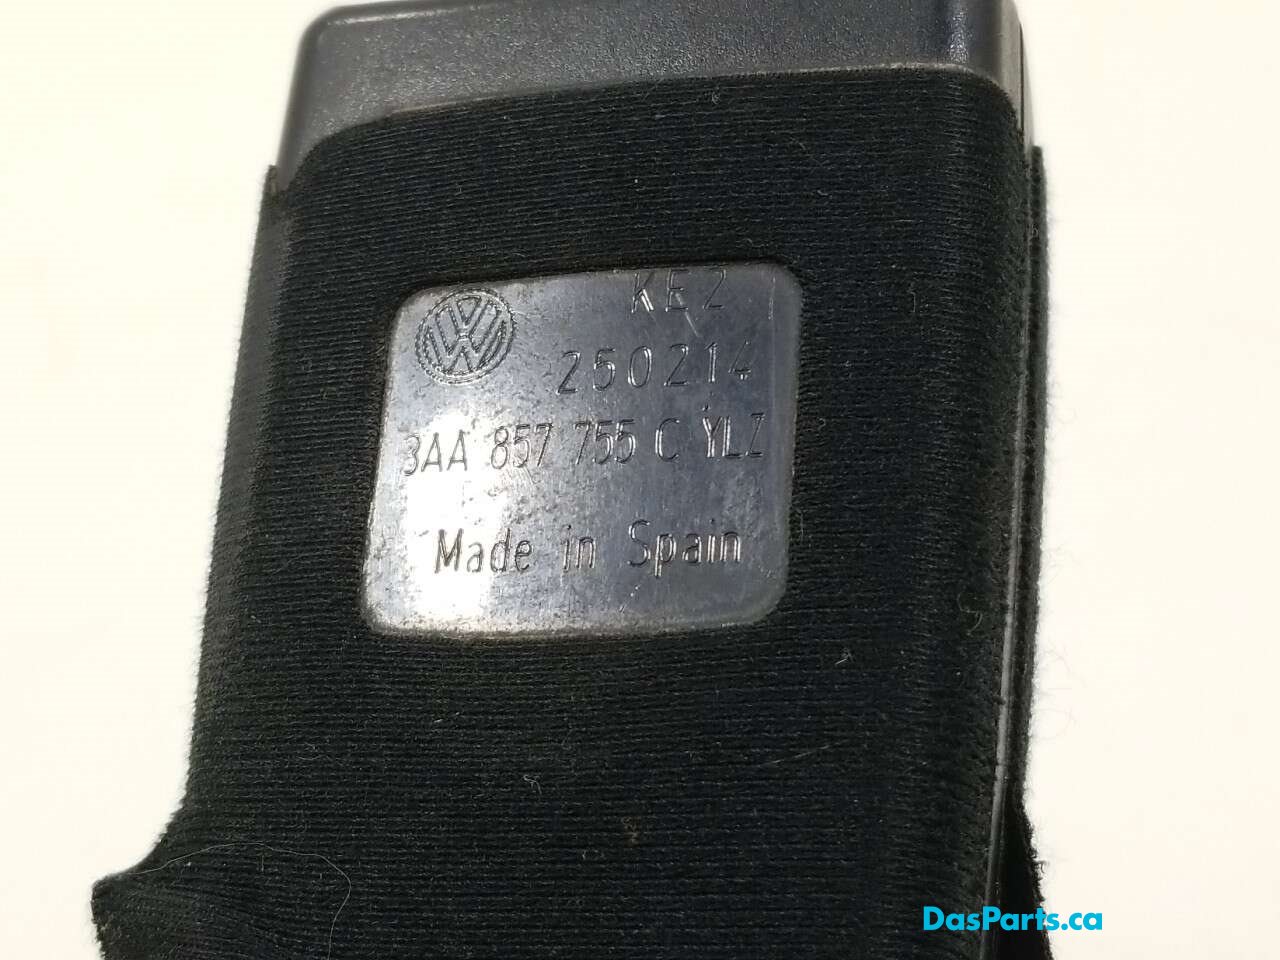 KE2
250214
3AA 857 755 C YLZ
Made in Spain
DasParts.ca